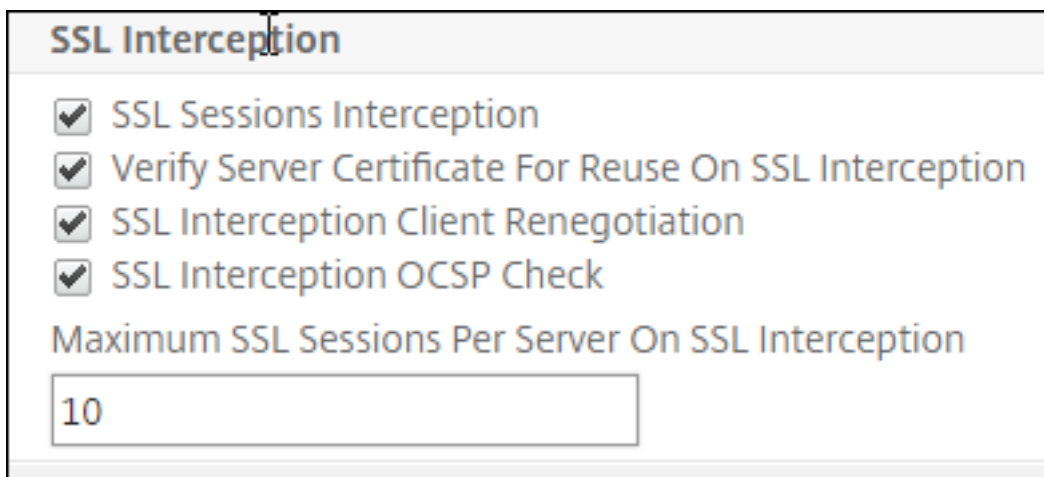 SSL Interception
SSL Sessions Interception
Verify Server Certificate For Reuse On SSL Interception
SSL Interception Client Renegotiation
SSL Interception OCSP Check
Maximum SSL Sessions Per Server On SSL Interception
10